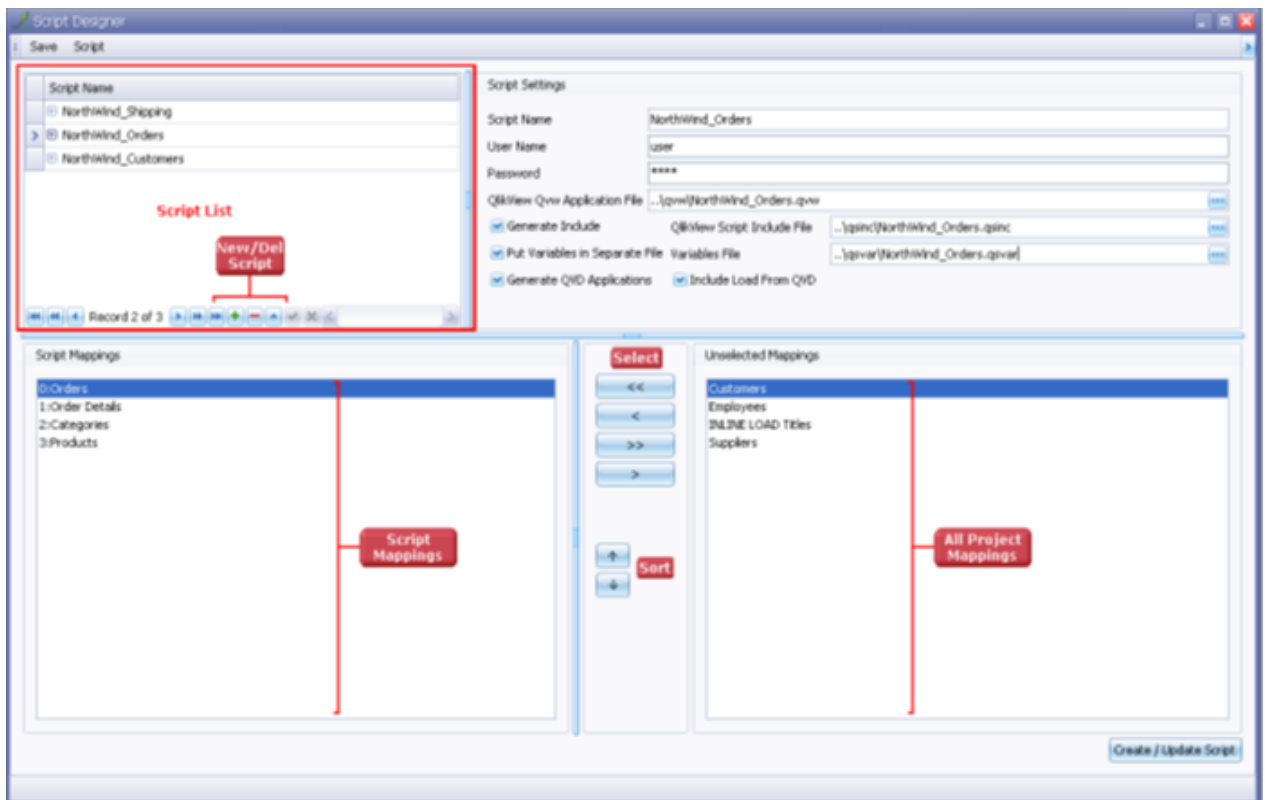 Script Designer
Save Script
Script Name
NorthWind_Shipping
NorthWind_Orders
NorthWind_Customers
Script List
New/Del
Script
Record 2 of 3
Script Settings
Script Name NorthWind_Orders
User Name user
Password ****
QlikView Qvw Application File ..\qvw\NorthWind_Orders.qvw
Generate Include QlikView Script Include File ..\qsinc\NorthWind_Orders.qsinc
Put Variables in Separate File Variables File ..\qsvar\NorthWind_Orders.qsvar
Generate QVD Applications Include Load From QVD
Script Mappings
0:Orders
1:Order Details
2:Categories
3:Products
Script
Mappings
Select
<<
<
>>
>
Sort
Unselected Mappings
Customers
Employees
INLINE LOAD Titles
Suppliers
All Project
Mappings
Create / Update Script